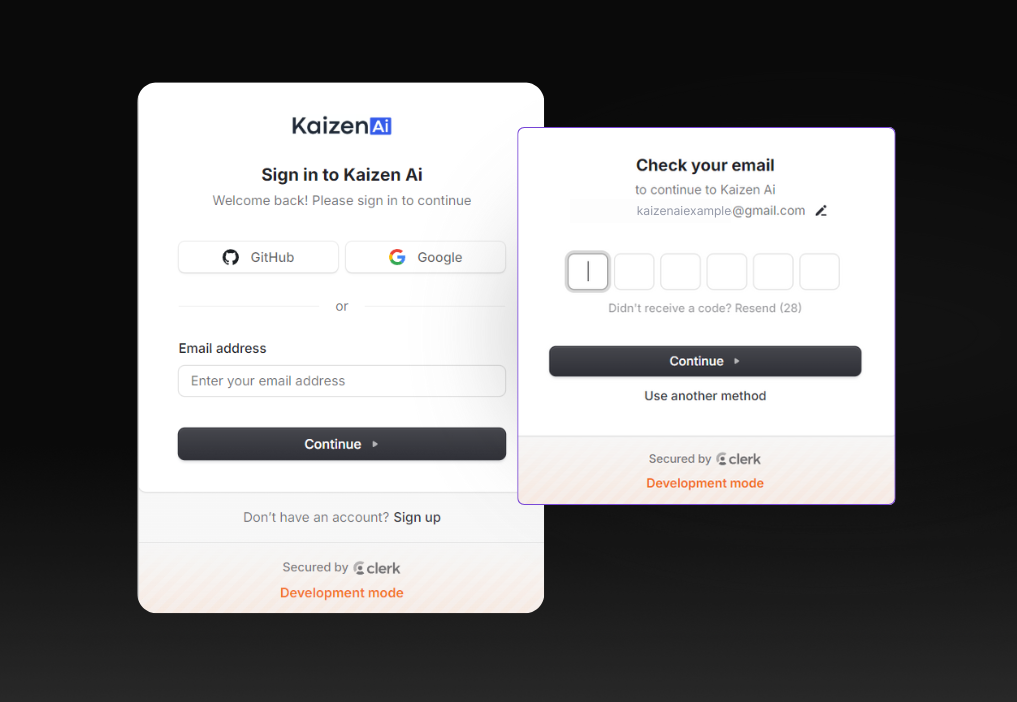 KaizenAi
Sign in to Kaizen Ai
Welcome back! Please sign in to continue
GitHub
Google
or
Email address
Enter your email address
Continue
Don't have an account? Sign up
Secured by clerk
Development mode
Check your email
to continue to Kaizen Ai
kaizenaiexample@gmail.com
Didn't receive a code? Resend (28)
Continue
Use another method
Secured by clerk
Development mode